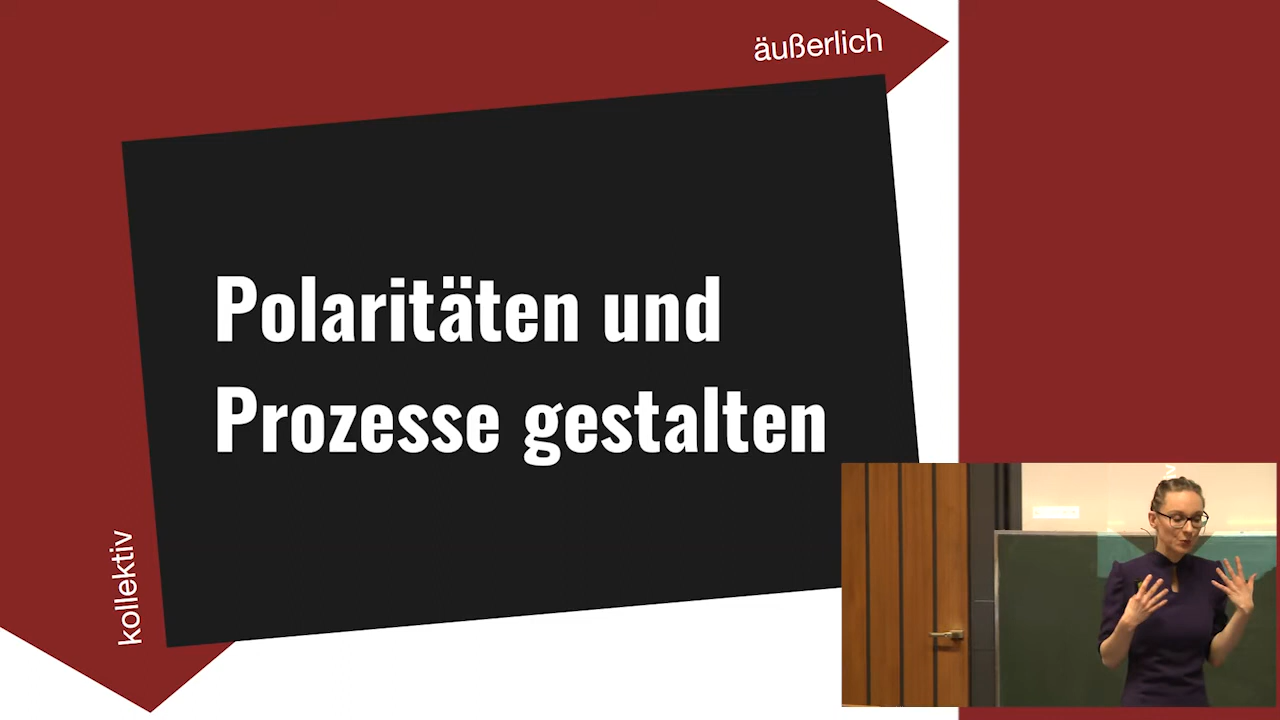 äußerlich
Polaritäten und
Prozesse gestalten
kollektiv